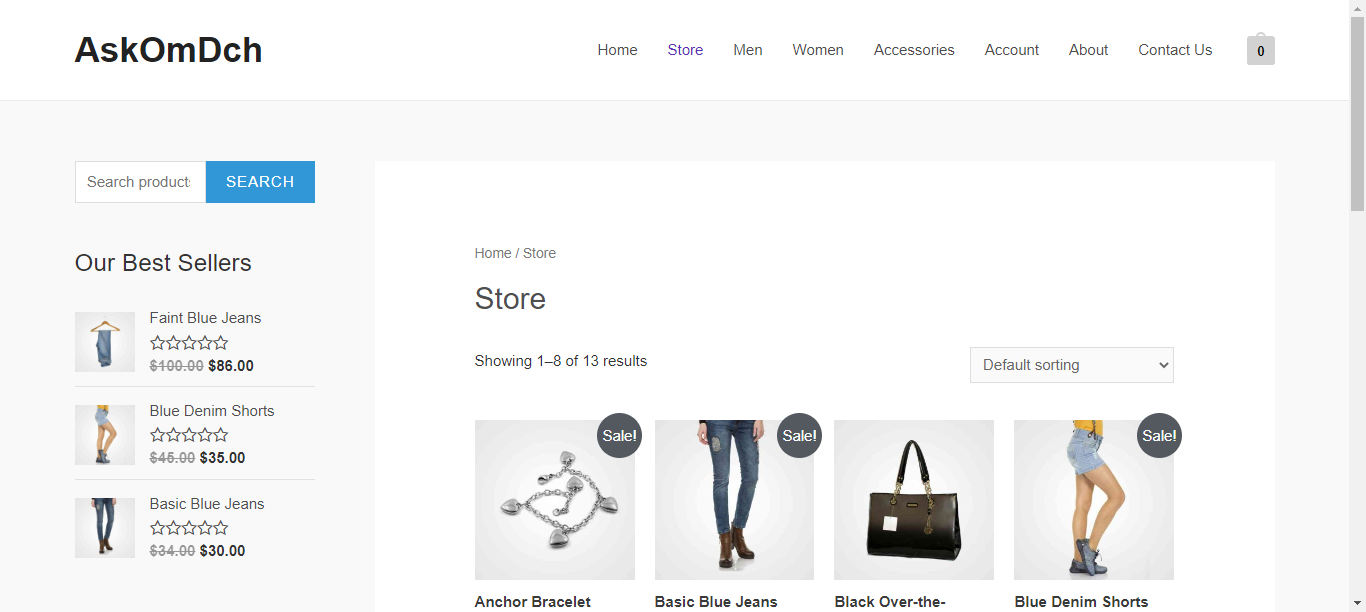 AskOmDch
Home Store Men Women Accessories Account About Contact Us 0
Search product
SEARCH
Our Best Sellers
Faint Blue Jeans
$100.00 $86.00
Blue Denim Shorts
$45.00 $35.00
Basic Blue Jeans
$34.00 $30.00
Home / Store
Store
Showing 1–8 of 13 results
Default sorting
Sale!
Sale!
Sale!
Anchor Bracelet
Basic Blue Jeans
Black Over-the-
Blue Denim Shorts